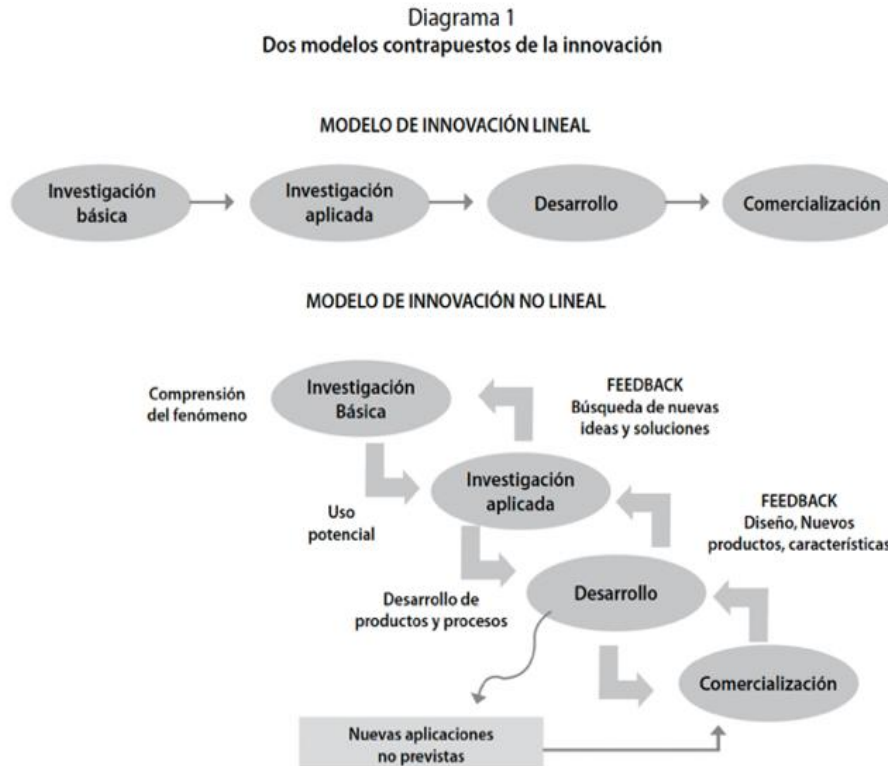 Diagrama 1
Dos modelos contrapuestos de la innovación
MODELO DE INNOVACIÓN LINEAL
Investigación
básica
Investigación
aplicada
Desarrollo
Comercialización
MODELO DE INNOVACIÓN NO LINEAL
Comprensión
del fenómeno
Investigación
Básica
FEEDBACK
Búsqueda de nuevas
ideas y soluciones
Uso
potencial
Investigación
aplicada
FEEDBACK
Diseño, Nuevos
productos, características
Desarrollo de
productos y procesos
Desarrollo
Comercialización
Nuevas aplicaciones
no previstas